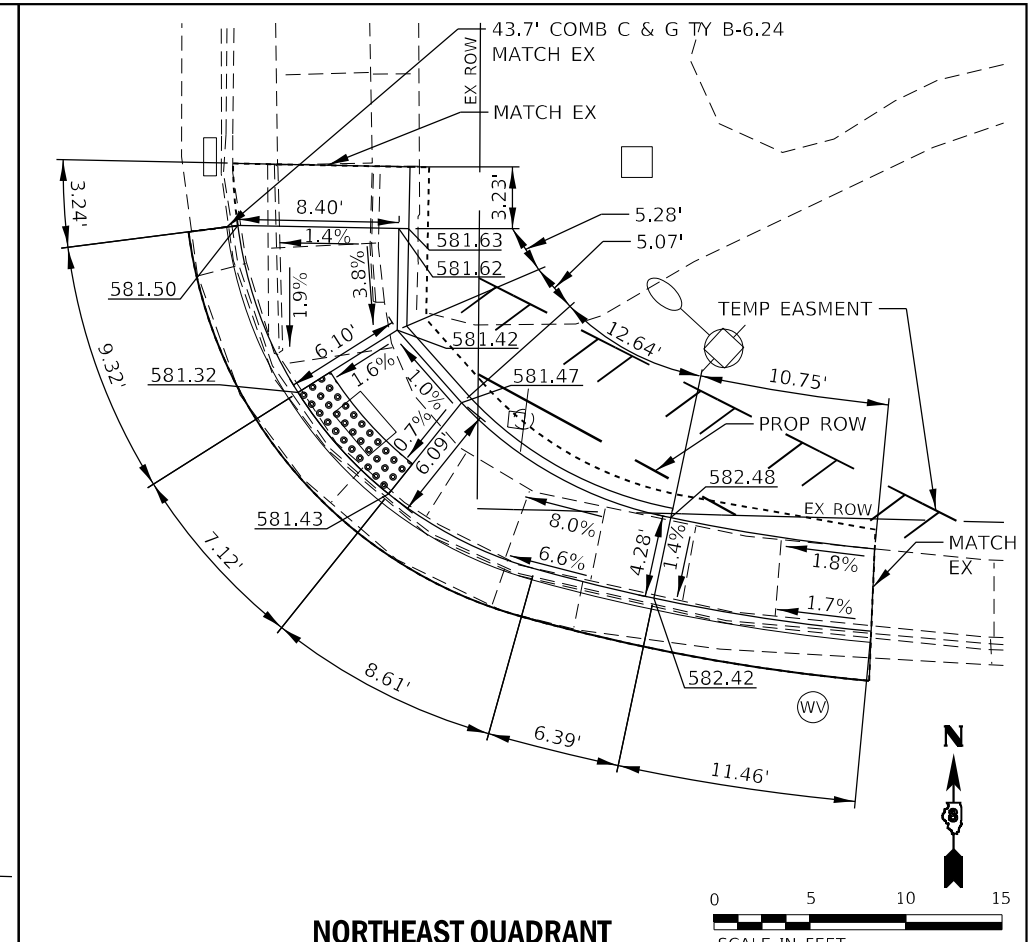 43.7' COMB C & G TY B-6.24
MATCH EX
EX ROW
MATCH EX
3.24'
3.23'
8.40'
5.28'
5.07'
1.4%
581.63
581.62
3.8%
1.9%
581.50
TEMP EASMENT
12.64'
6.10'
581.42
9.32'
581.32
1.6%
1.0%
581.47
10.75'
0.7%
6.09'
PROP ROW
582.48
EX ROW
581.43
8.0%
4.28'
1.4%
MATCH
EX
6.6%
1.8%
7.12'
1.7%
582.42
8.61'
WV
6.39'
11.46'
N
8
0 5 10 15
SCALE IN FEET
NORTHEAST QUADRANT